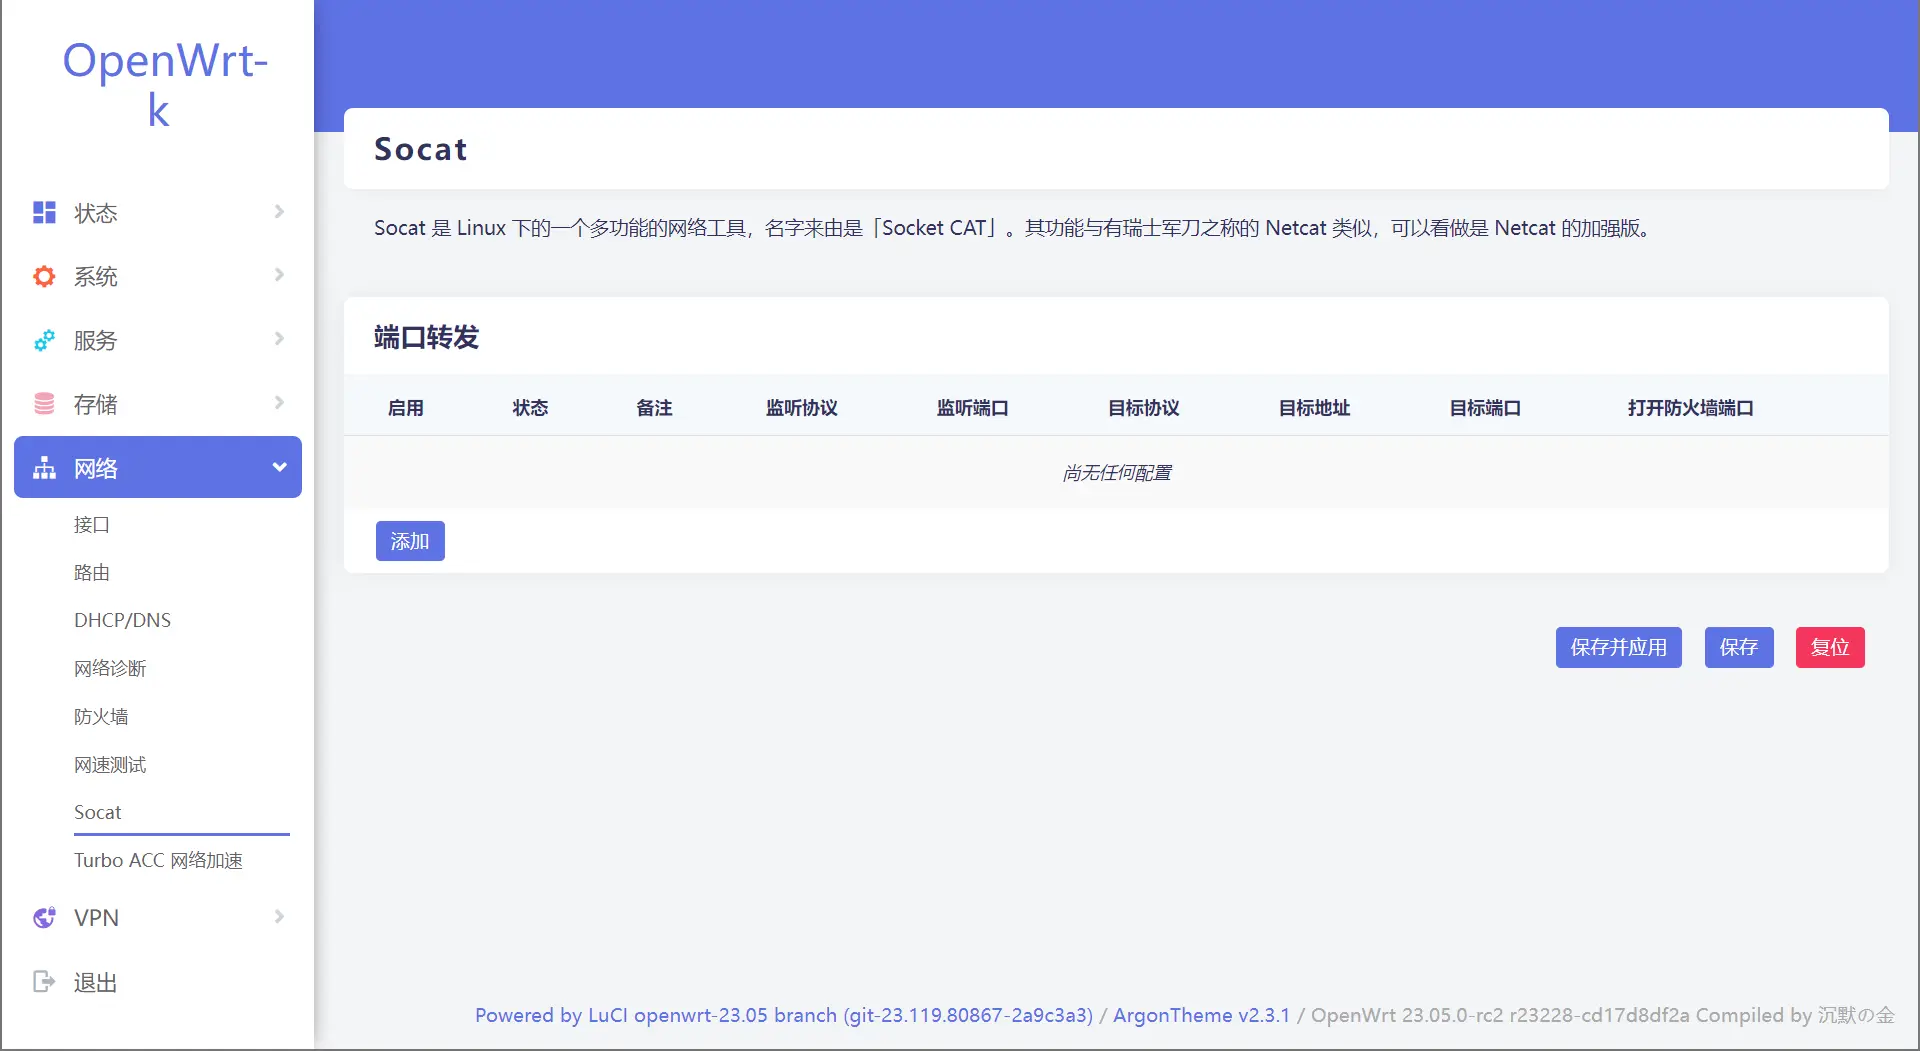 OpenWrt-
k
状态
系统
服务
存储
网络
接口
路由
DHCP/DNS
网络诊断
防火墙
网速测试
Socat
Turbo ACC 网络加速
VPN
退出
Socat
Socat 是 Linux 下的一个多功能的网络工具，名字来由是「Socket CAT」。其功能与有瑞士军刀之称的 Netcat 类似，可以看做是 Netcat 的加强版。
端口转发
启用 状态 备注 监听协议 监听端口 目标协议 目标地址 目标端口 打开防火墙端口
尚无任何配置
添加
保存并应用 保存 复位
Powered by LuCI openwrt-23.05 branch (git-23.119.80867-2a9c3a3) / ArgonTheme v2.3.1 / OpenWrt 23.05.0-rc2 r23228-cd17d8df2a Compiled by 沉默の金